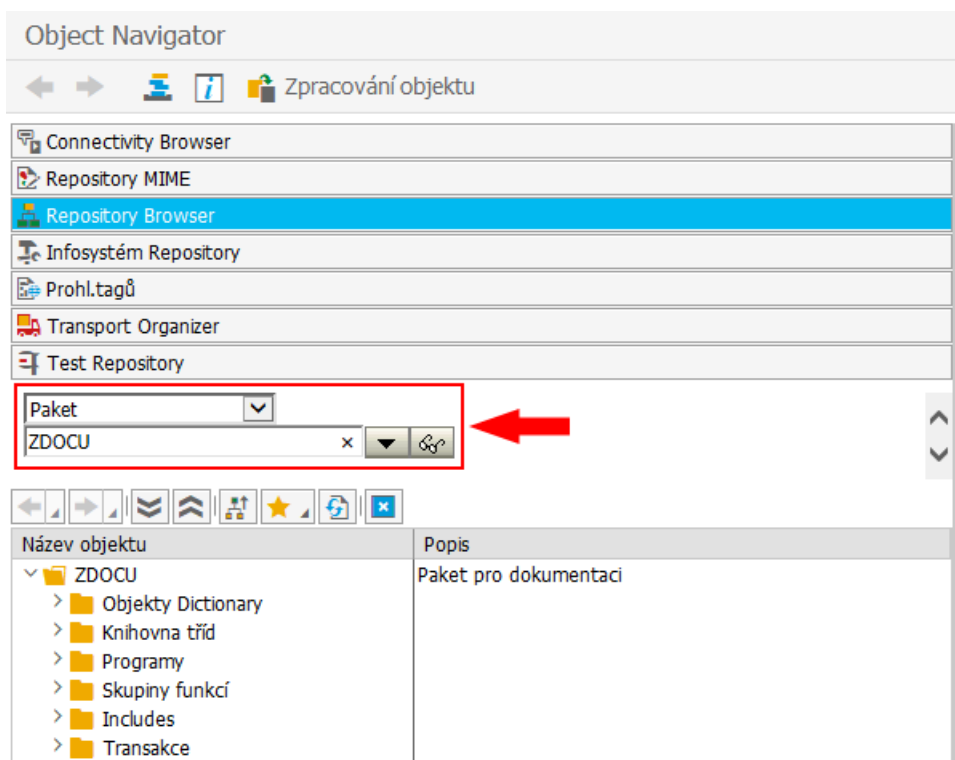 Object Navigator
Zpracování objektu
Connectivity Browser
Repository MIME
Repository Browser
Infosystém Repository
Prohl.tagů
Transport Organizer
Test Repository
Paket
ZDOCU
Název objektu Popis
ZDOCU Paket pro dokumentaci
Objekty Dictionary
Knihovna tříd
Programy
Skupiny funkcí
Includes
Transakce